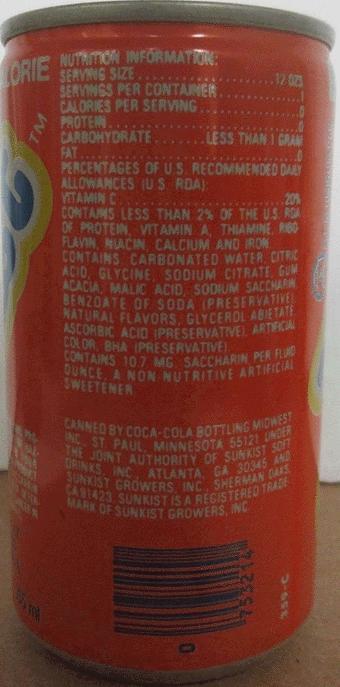 LORIE
TM
NUTRITION INFORMATION:
SERVING SIZE 12 OZS
SERVINGS PER CONTAINER 1
CALORIES PER SERVING 0
PROTEIN 0
CARBOHYDRATE LESS THAN 1 GRAM
FAT 0
PERCENTAGES OF U.S. RECOMMENDED DAILY
ALLOWANCES (U.S. RDA):
VITAMIN C 20%
CONTAINS LESS THAN 2% OF THE U.S. RDA
OF PROTEIN, VITAMIN A, THIAMINE, RIBO-
FLAVIN, NIACIN, CALCIUM AND IRON.
CONTAINS CARBONATED WATER, CITRIC
ACID, GLYCINE, SODIUM CITRATE, GUM
ACACIA, MALIC ACID, SODIUM SACCHARIN,
BENZOATE OF SODA (PRESERVATIVE),
NATURAL FLAVORS, GLYCEROL ABIETATE,
ASCORBIC ACID (PRESERVATIVE), ARTIFICIAL
COLOR, BHA (PRESERVATIVE).
CONTAINS 10.7 MG. SACCHARIN PER FLUID
OUNCE, A NON-NUTRITIVE ARTIFICIAL
SWEETENER.
CANNED BY COCA-COLA BOTTLING MIDWEST
INC., ST. PAUL, MINNESOTA 55121 UNDER
THE JOINT AUTHORITY OF SUNKIST SOFT
DRINKS, INC., ATLANTA, GA 30345 AND
SUNKIST GROWERS, INC., SHERMAN OAKS,
CA 91423. SUNKIST IS A REGISTERED TRADE-
MARK OF SUNKIST GROWERS, INC.
55 ml
753214
0
359-C